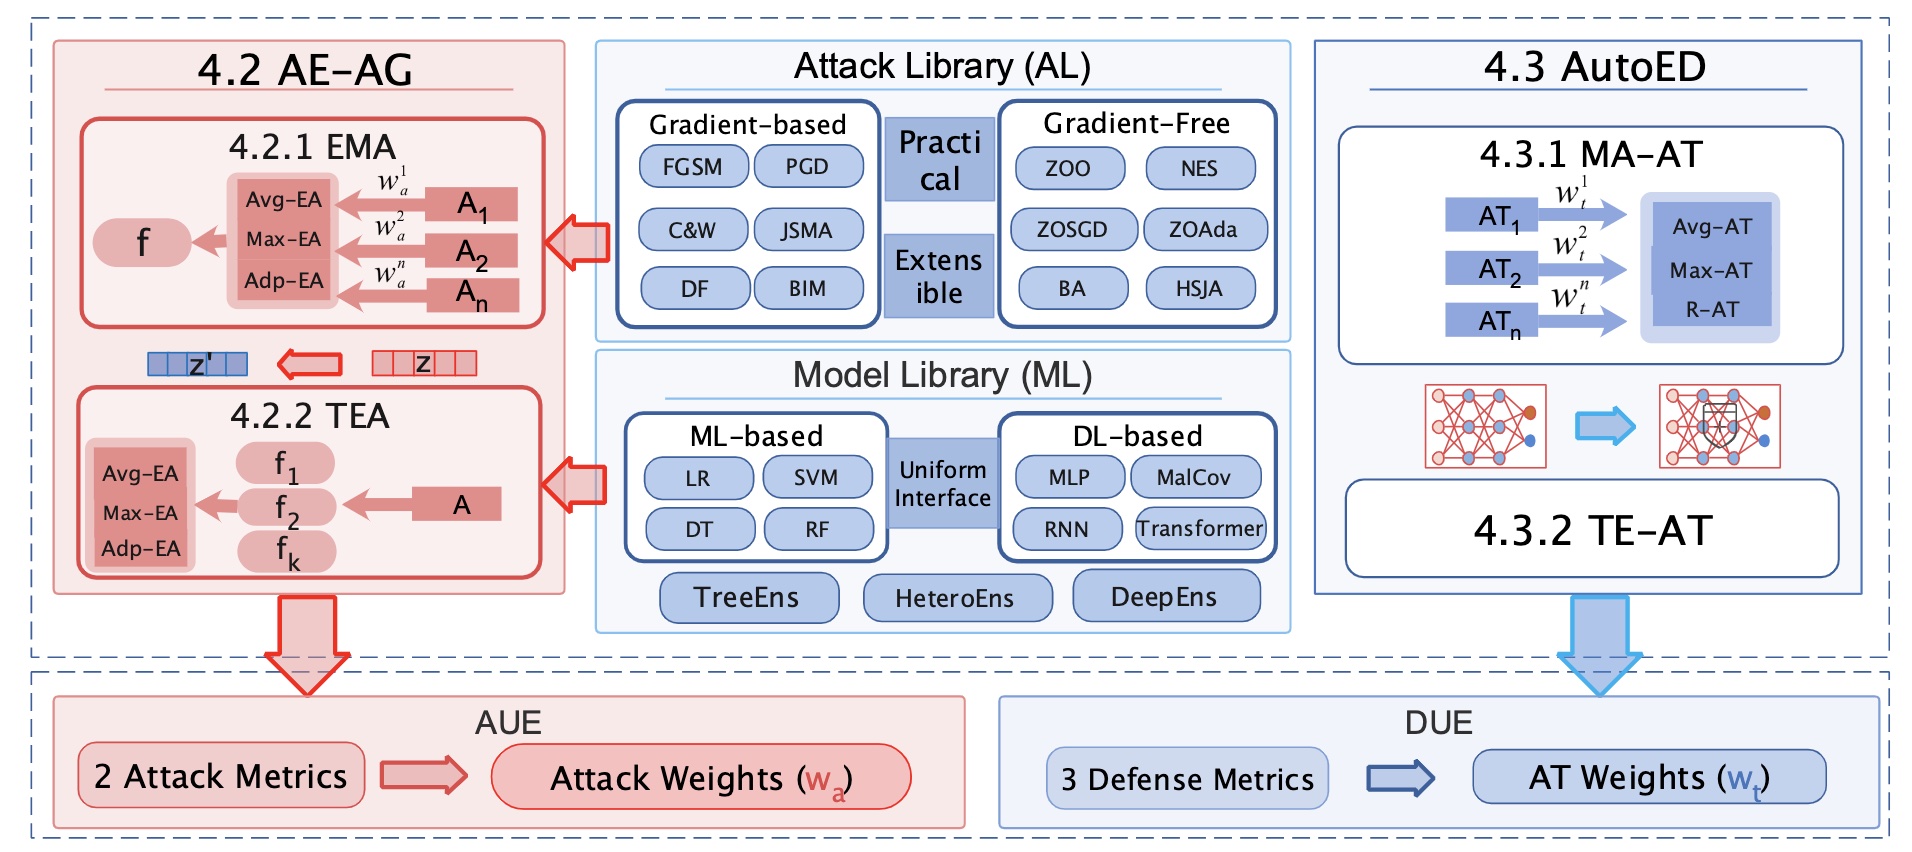 4.2 AE-AG
4.2.1 EMA
Avg-EA
Max-EA
Adp-EA
f
w_a^1
w_a^2
w_a^n
A_1
A_2
A_n
z'
z
4.2.2 TEA
Avg-EA
Max-EA
Adp-EA
f_1
f_2
f_k
A
Attack Library (AL)
Gradient-based
FGSM PGD
C&W JSMA
DF BIM
Practi
cal
Extens
ible
Gradient-Free
ZOO NES
ZOSGD ZOAda
BA HSJA
Model Library (ML)
ML-based
LR SVM
DT RF
Uniform
Interface
DL-based
MLP MalCov
RNN Transformer
TreeEns HeteroEns DeepEns
4.3 AutoED
4.3.1 MA-AT
AT_1
AT_2
AT_n
w_t^1
w_t^2
w_t^n
Avg-AT
Max-AT
R-AT
4.3.2 TE-AT
AUE
2 Attack Metrics
Attack Weights (w_a)
DUE
3 Defense Metrics
AT Weights (w_t)